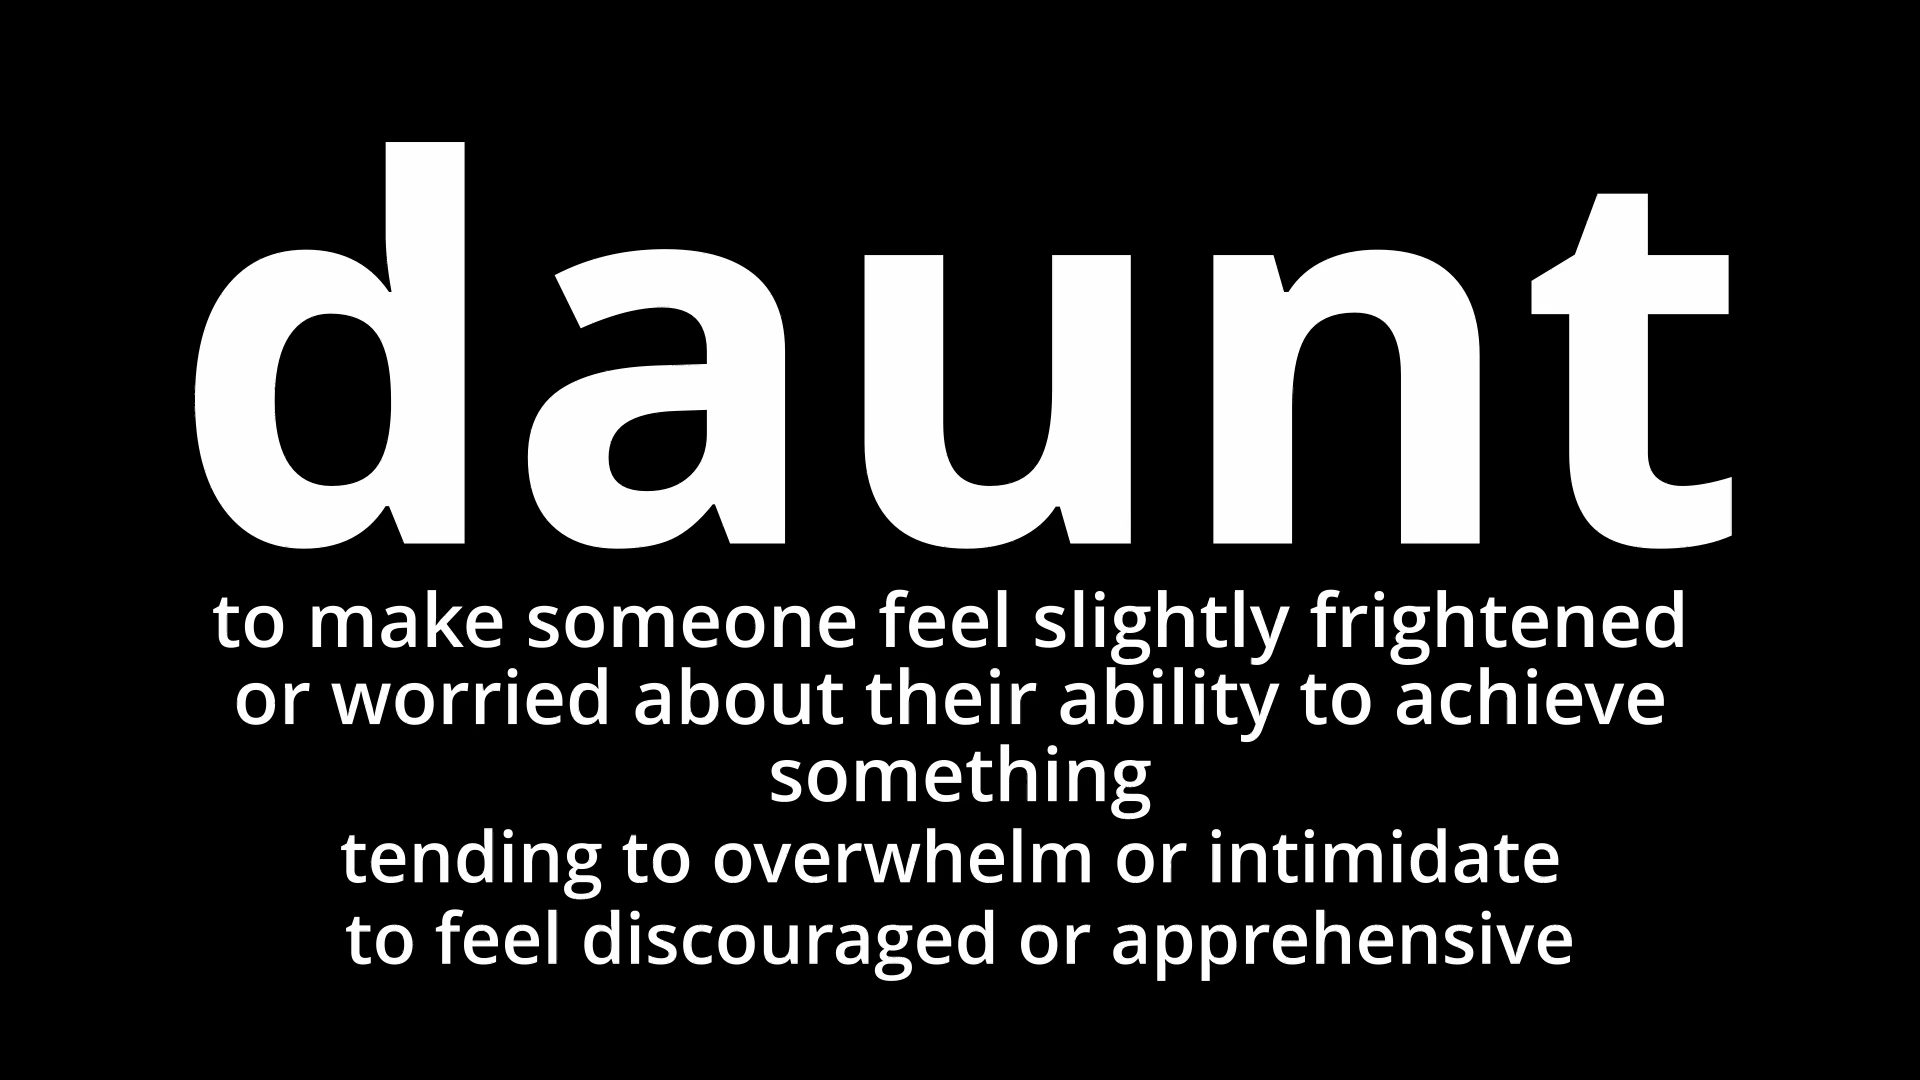 daunt
to make someone feel slightly frightened
or worried about their ability to achieve
something
tending to overwhelm or intimidate
to feel discouraged or apprehensive